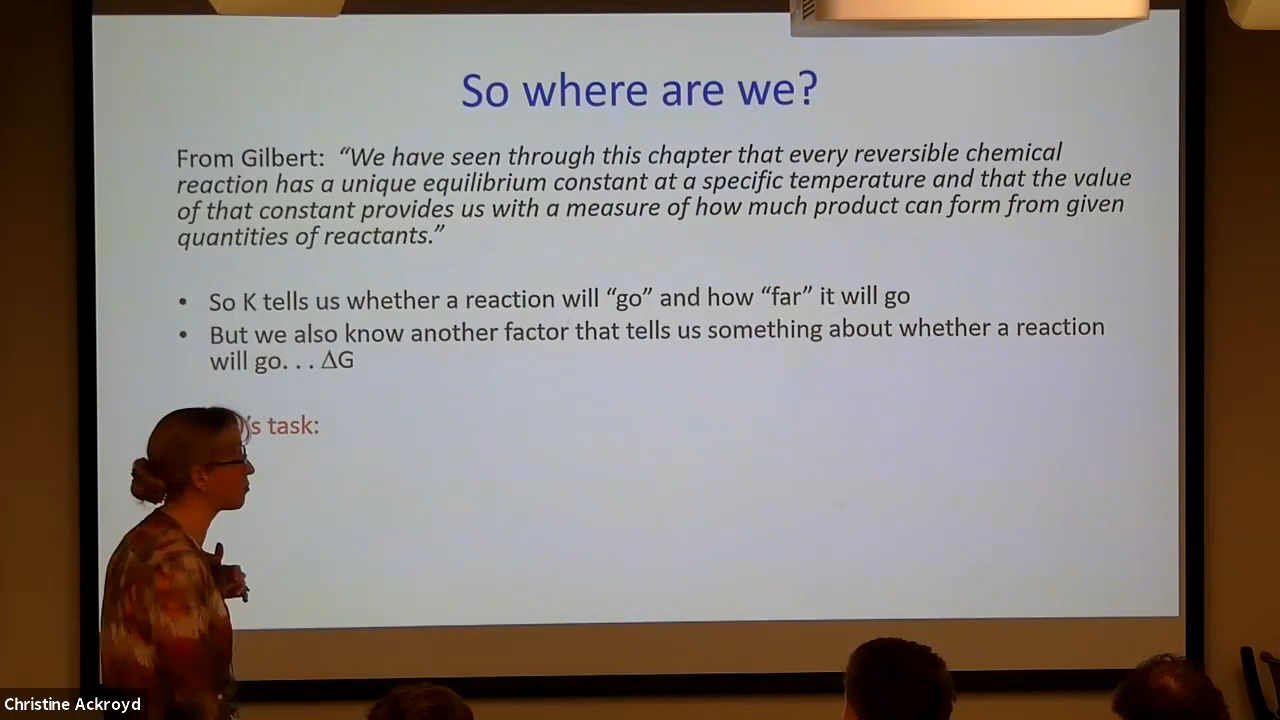 So where are we?
From Gilbert: “We have seen through this chapter that every reversible chemical
reaction has a unique equilibrium constant at a specific temperature and that the value
of that constant provides us with a measure of how much product can form from given
quantities of reactants.”
• So K tells us whether a reaction will “go” and how “far” it will go
• But we also know another factor that tells us something about whether a reaction
will go. . . ΔG
’s task:
Christine Ackroyd